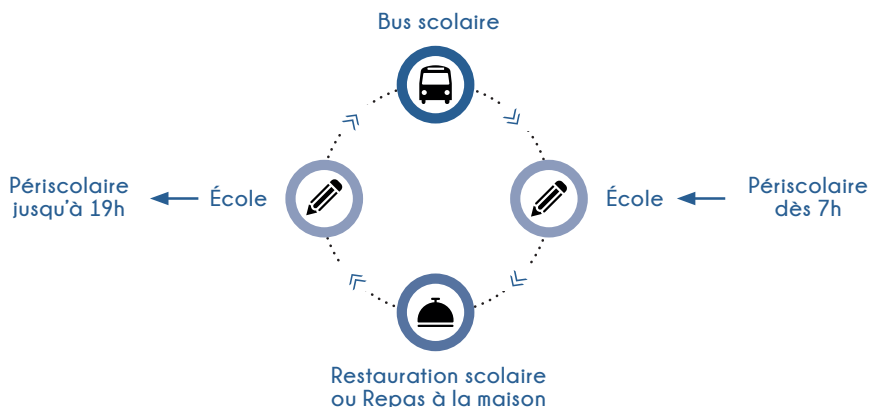 Bus scolaire
Périscolaire
jusqu'à 19h
École
École
Périscolaire
dès 7h
Restauration scolaire
ou Repas à la maison